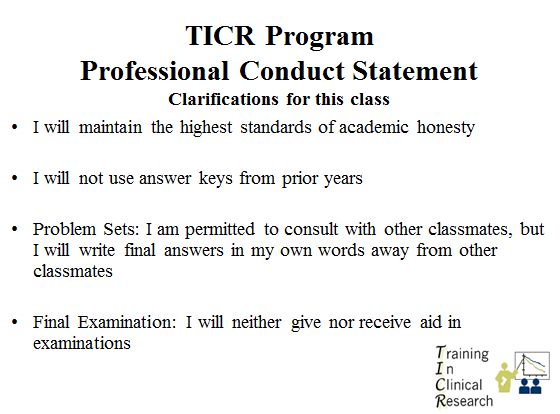 TICR Program
Professional Conduct Statement
Clarifications for this class
• I will maintain the highest standards of academic honesty
• I will not use answer keys from prior years
• Problem Sets: I am permitted to consult with other classmates, but
I will write final answers in my own words away from other
classmates
• Final Examination: I will neither give nor receive aid in
examinations
Training
In
Clinical
Research